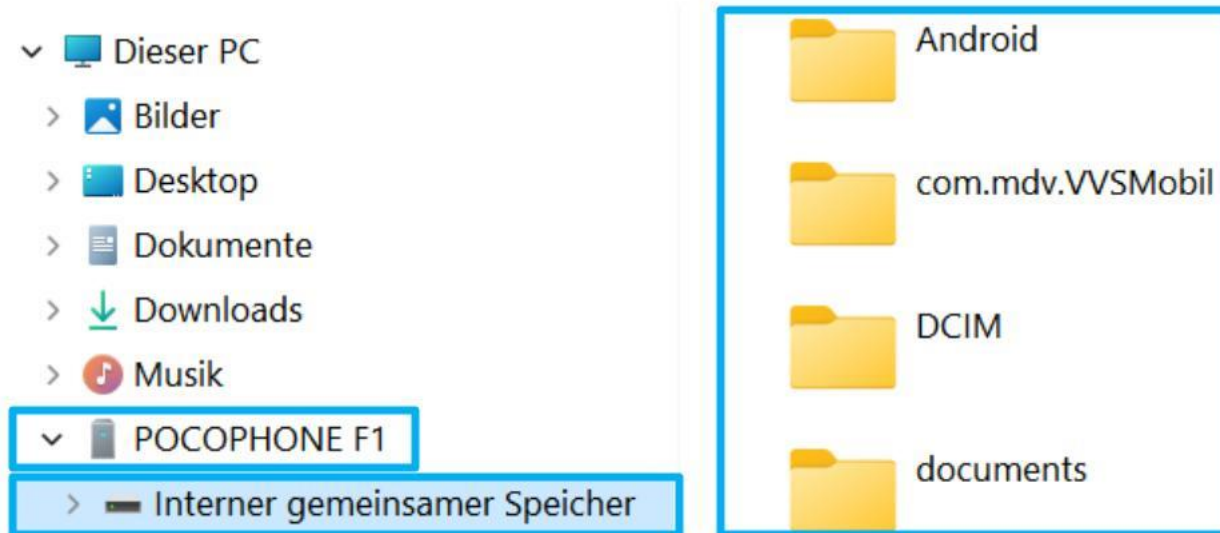 Dieser PC
Bilder
Desktop
Dokumente
Downloads
Musik
POCOPHONE F1
Interner gemeinsamer Speicher
Android
com.mdv.VVSMobil
DCIM
documents